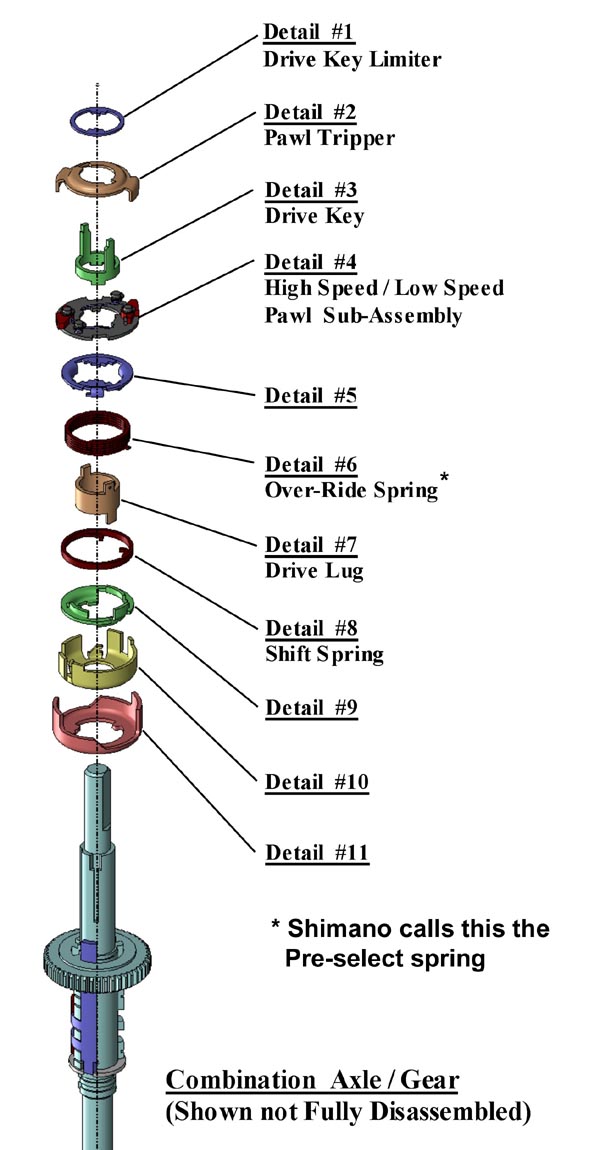 Detail #1
Drive Key Limiter
Detail #2
Pawl Tripper
Detail #3
Drive Key
Detail #4
High Speed / Low Speed
Pawl Sub-Assembly
Detail #5
Detail #6
Over-Ride Spring*
Detail #7
Drive Lug
Detail #8
Shift Spring
Detail #9
Detail #10
Detail #11
* Shimano calls this the
Pre-select spring
Combination Axle / Gear
(Shown not Fully Disassembled)